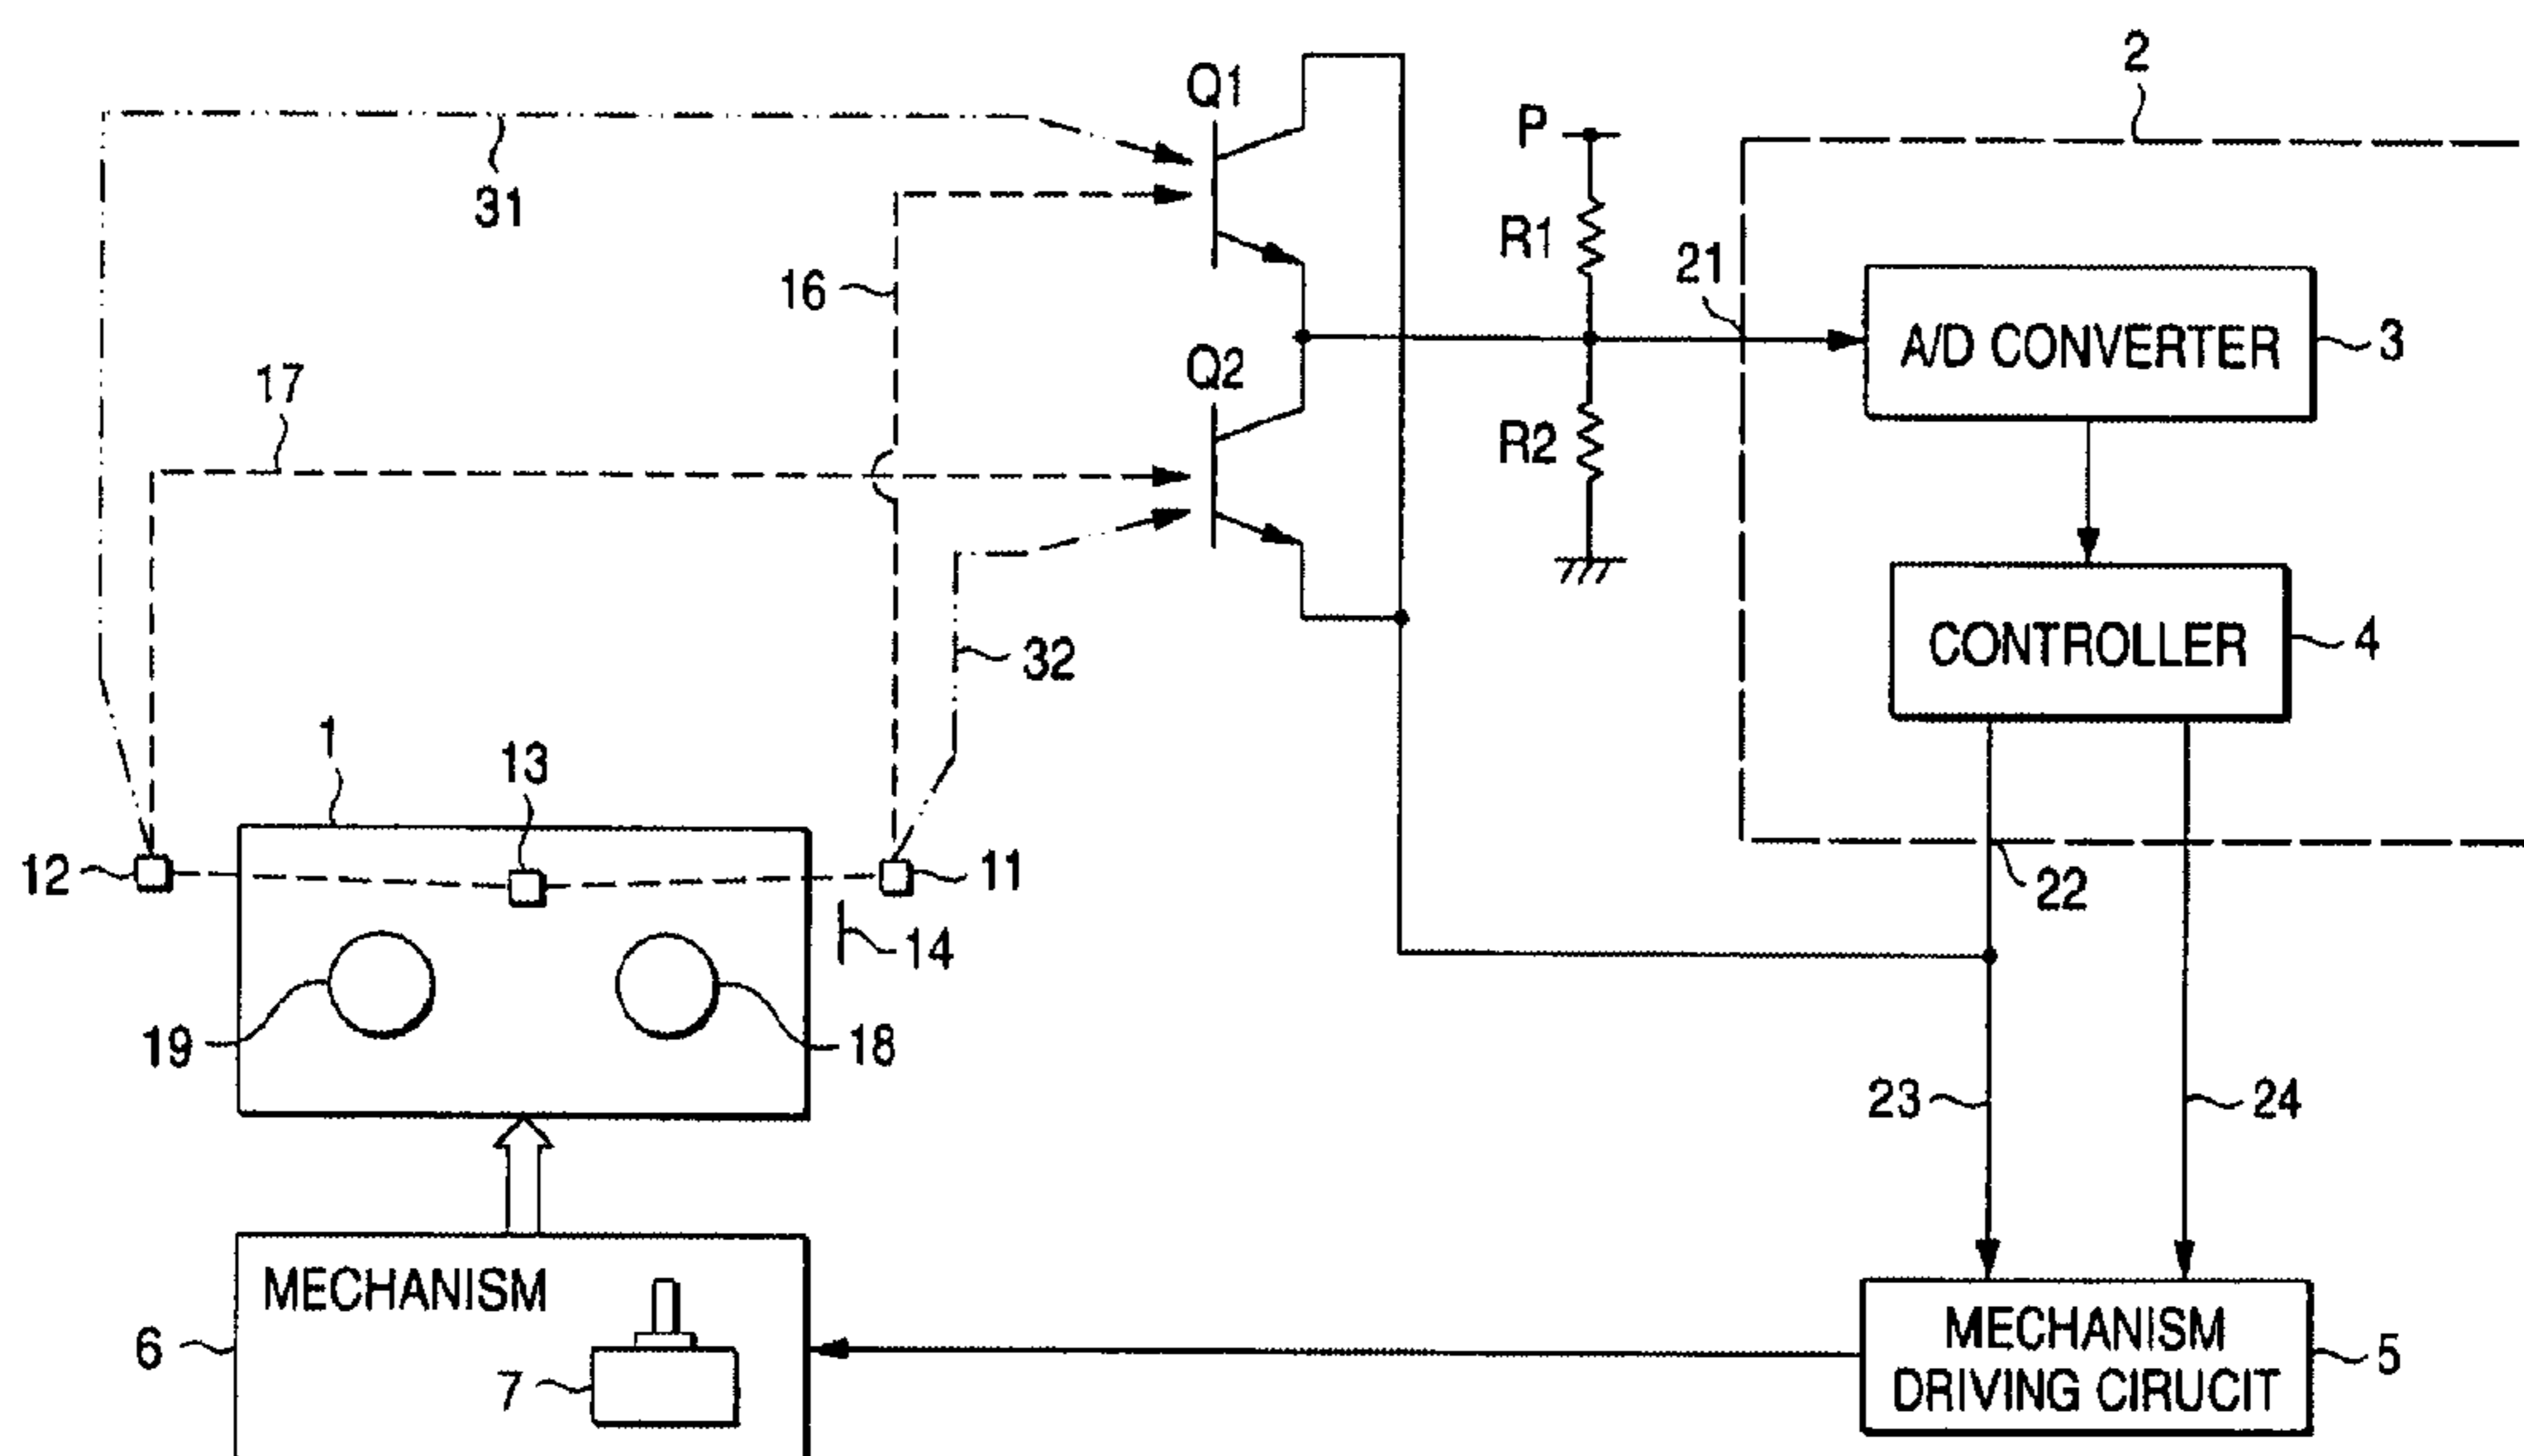 2
Q1
P
31
R1
21
16
A/D CONVERTER
3
Q2
17
R2
CONTROLLER
4
32
1
13
12
11
22
14
19
18
23
24
MECHANISM
6
7
MECHANISM
DRIVING CIRUCIT
5